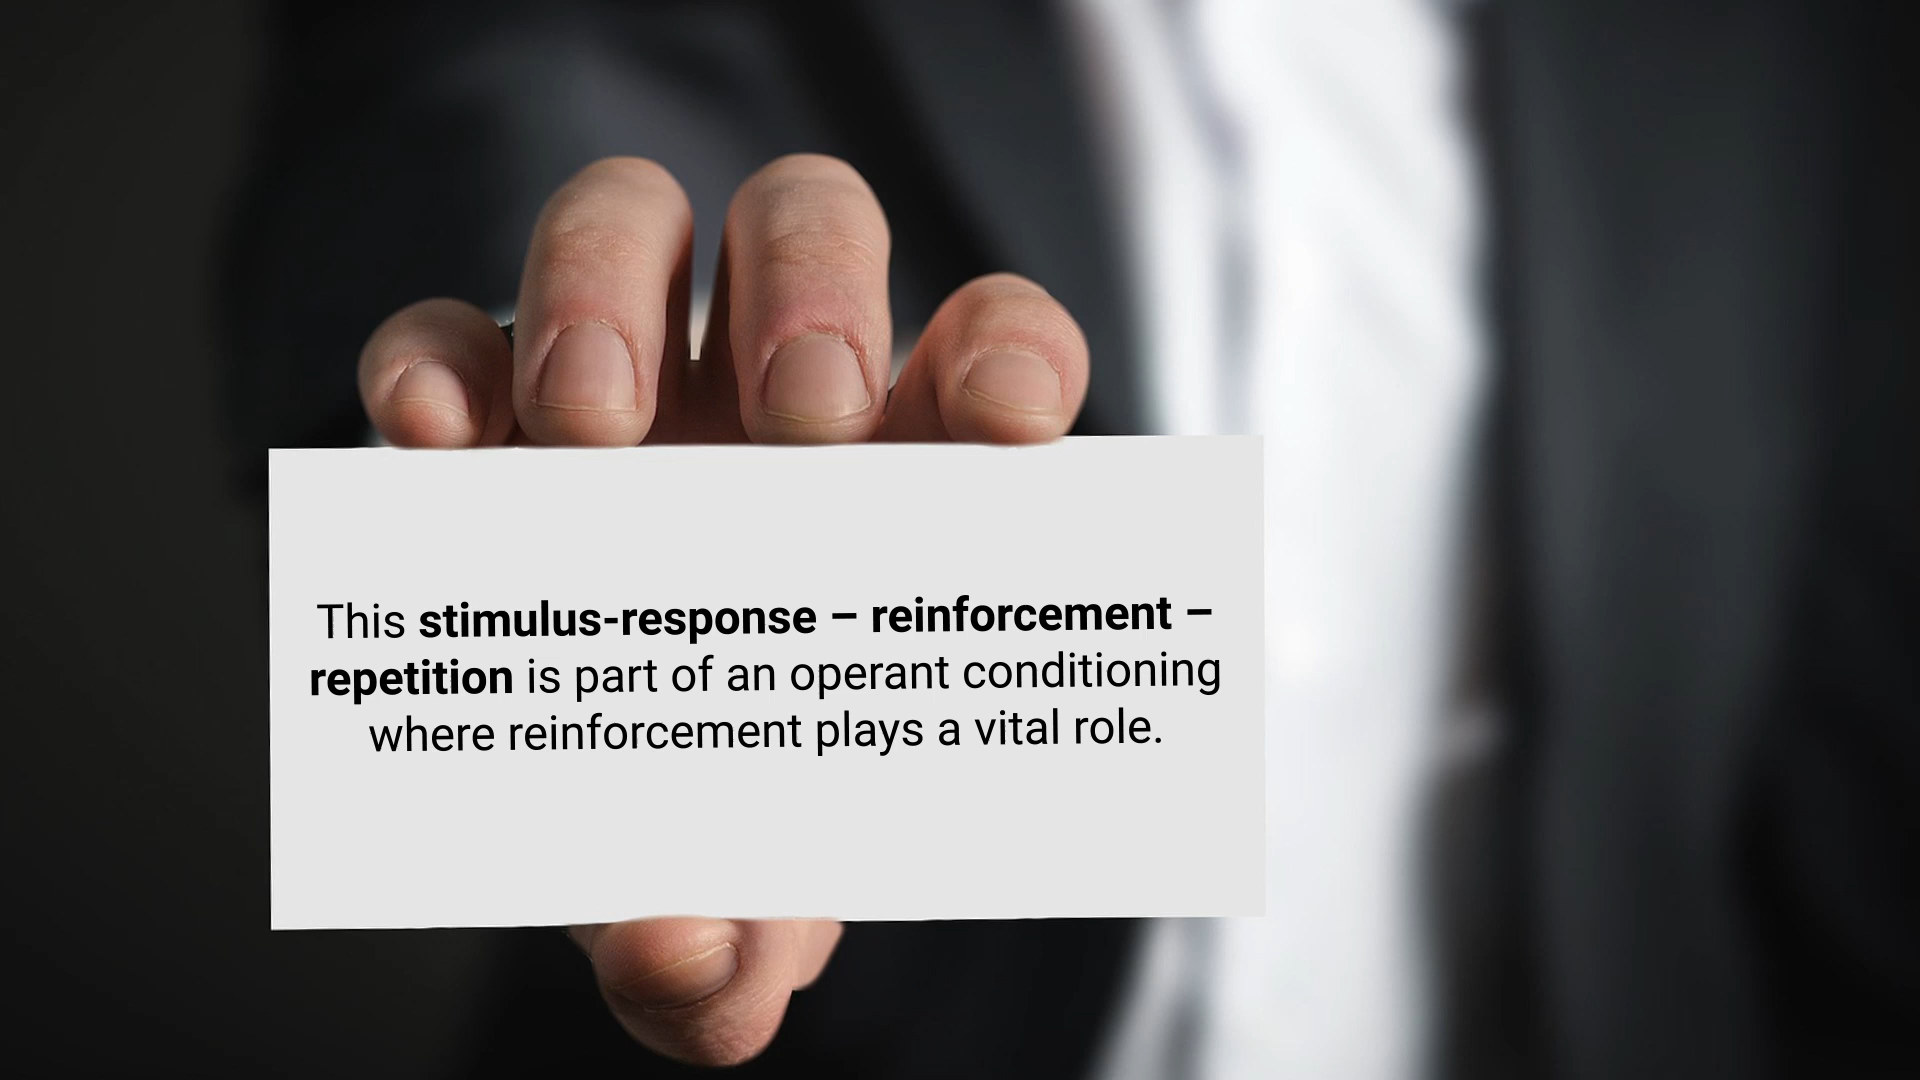 This stimulus-response – reinforcement –
repetition is part of an operant conditioning
where reinforcement plays a vital role.